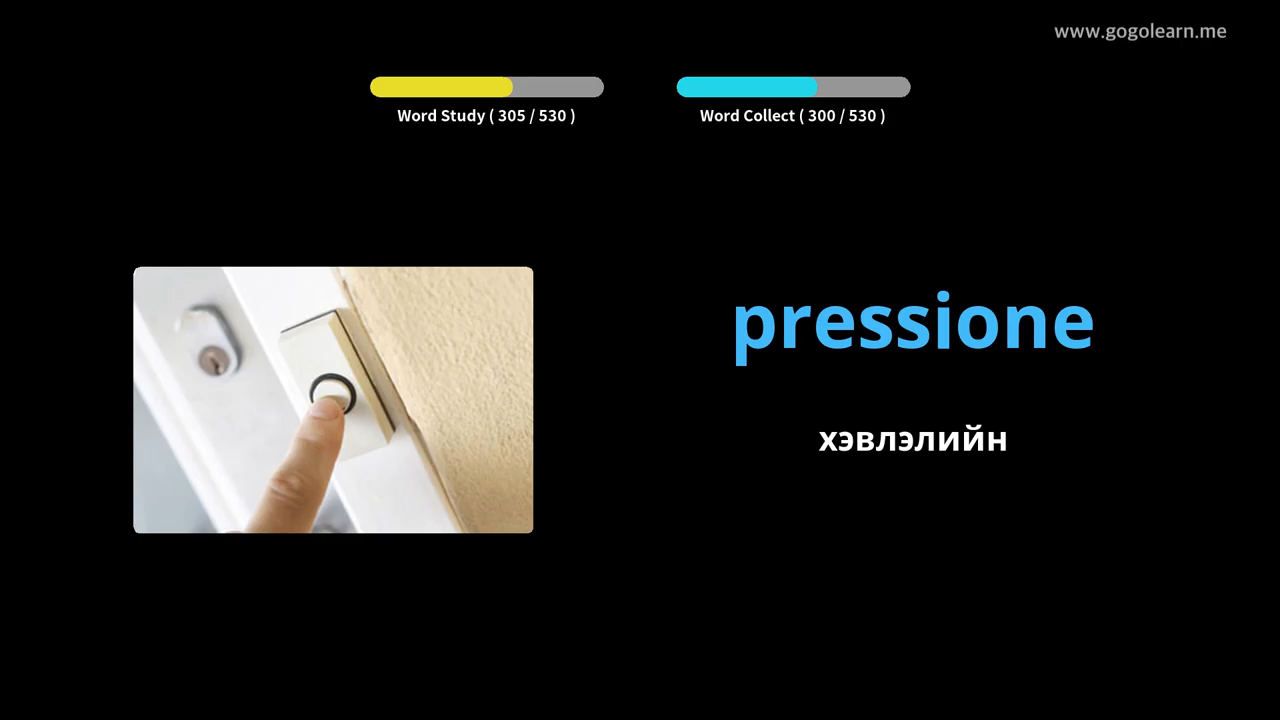 www.gogolearn.me
Word Study ( 305 / 530 )
Word Collect ( 300 / 530 )
pressione
хэвлэлийн